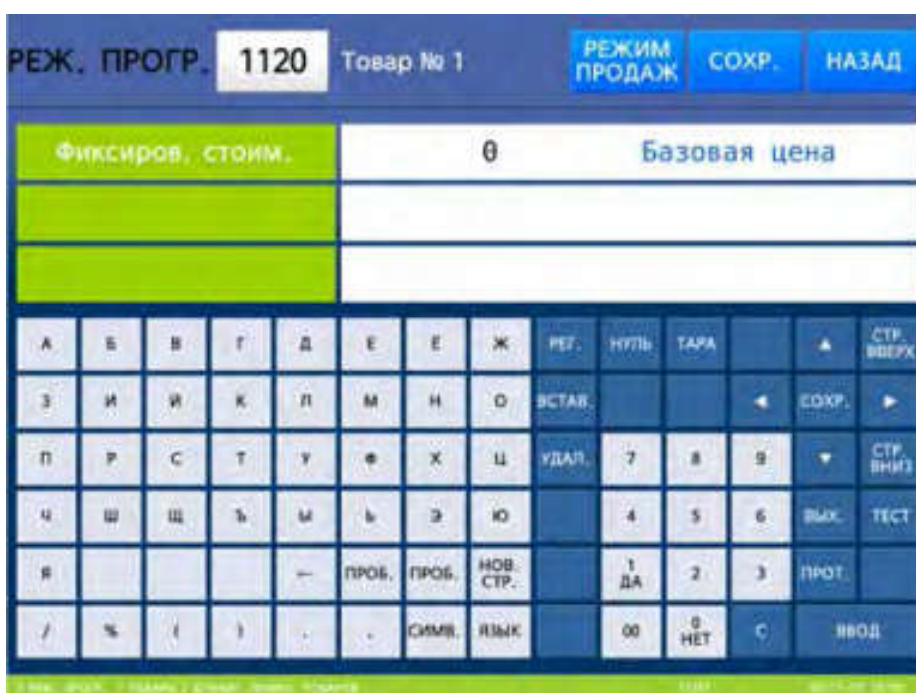 РЕЖ. ПРОГР. 1120 Товар № 1 РЕЖИМ ПРОДАЖ СОХР. НАЗАД
Фиксиров. стоим. 0 Базовая цена
А Б В Г Д Е Ё Ж РЕГ. НУЛЬ ТАРА ▲ СТР. ВВЕРХ
З И Й К Л М Н О ВСТАВ. ◄ СОХР. ►
П Р С Т У Ф Х Ц УДАЛ. 7 8 9 ▼ СТР. ВНИЗ
Ч Ш Щ Ъ Ы Ь Э Ю 4 5 6 ВЫХ. ТЕСТ
Я ← ПРОБ. ПРОБ. НОВ. СТР. 1 ДА 2 3 ПРОТ.
/ % ( ) СИМВ. ЯЗЫК 00 0 НЕТ C ВВОД